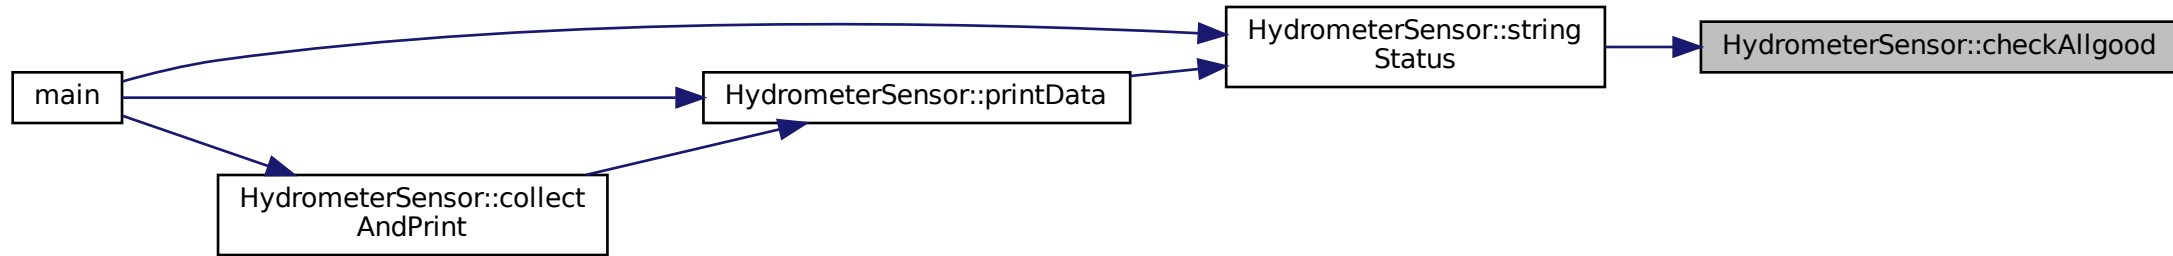 HydrometerSensor::string
Status
HydrometerSensor::checkAllgood
main
HydrometerSensor::printData
HydrometerSensor::collect
AndPrint